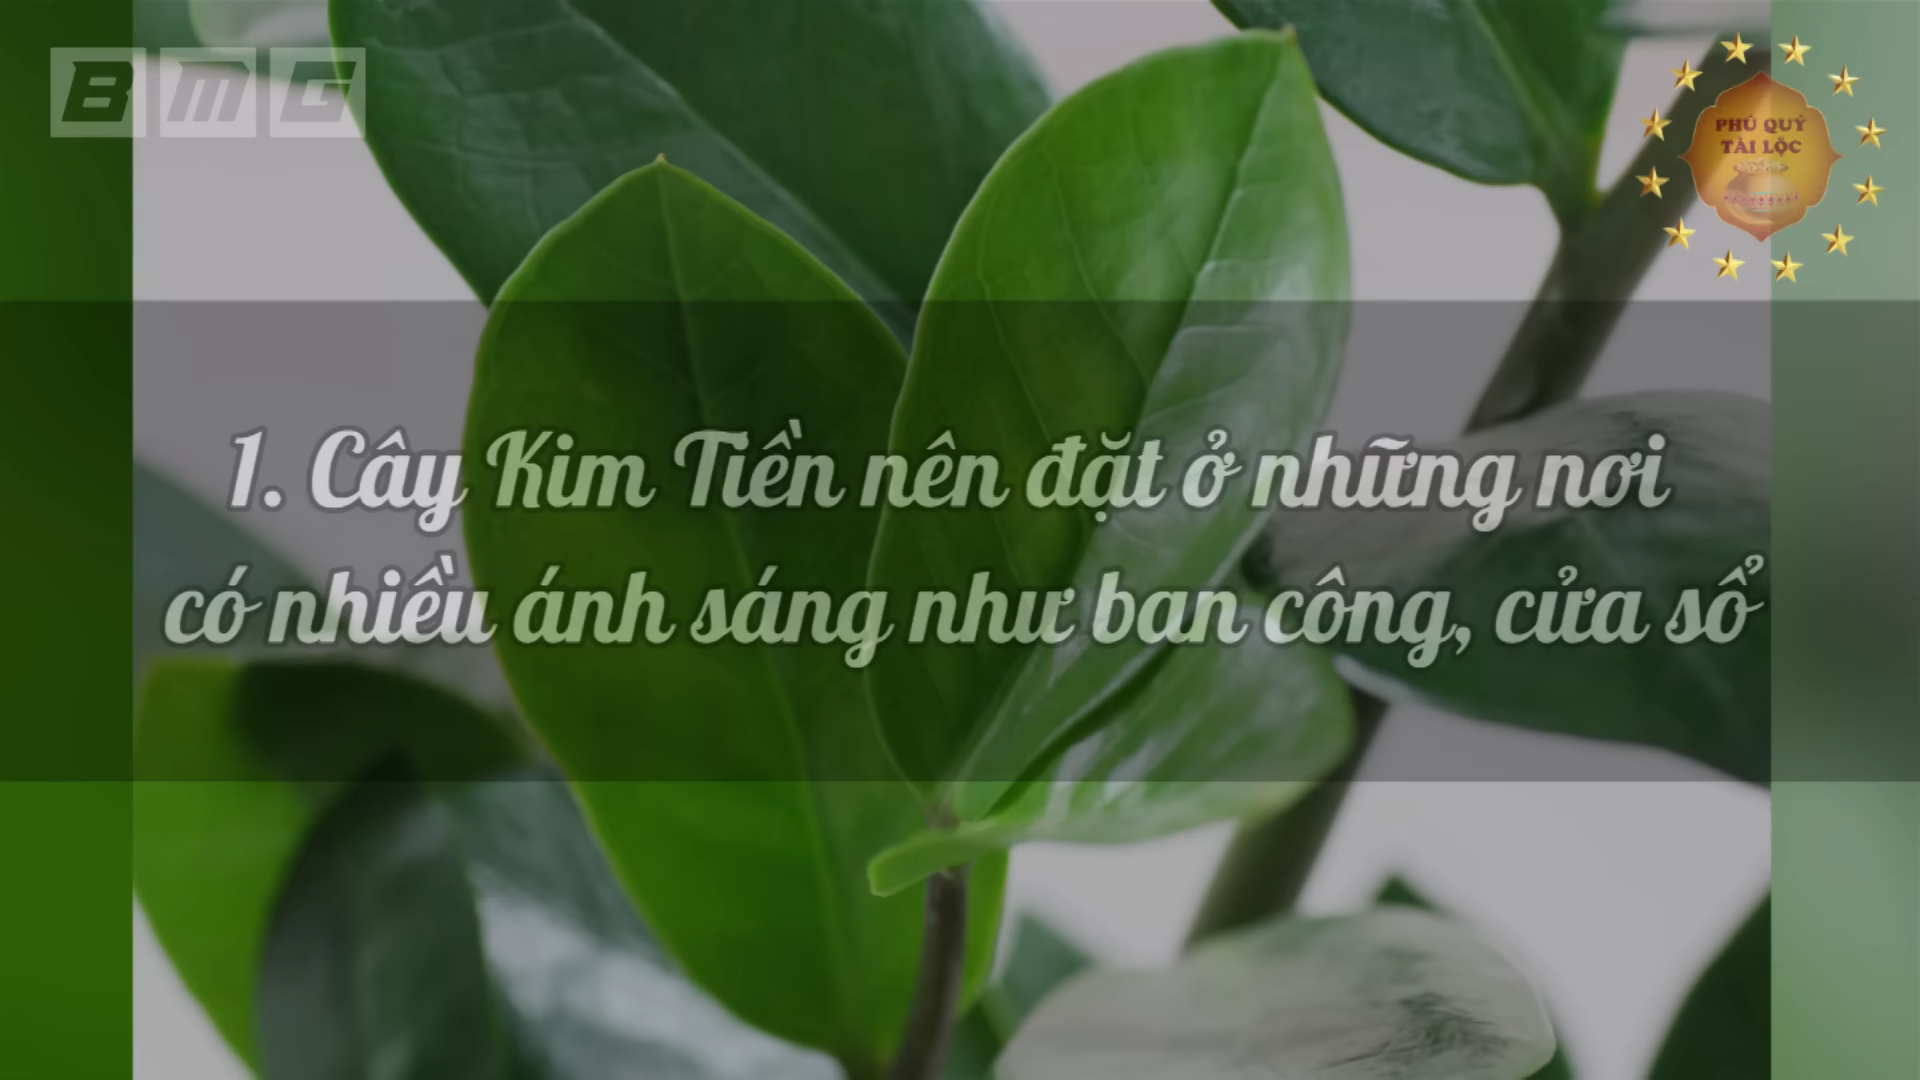 BMG
PHÚ QUÝ
TÀI LỘC
1. Cây Kim Tiền nên đặt ở những nơi
có nhiều ánh sáng như ban công, cửa sổ